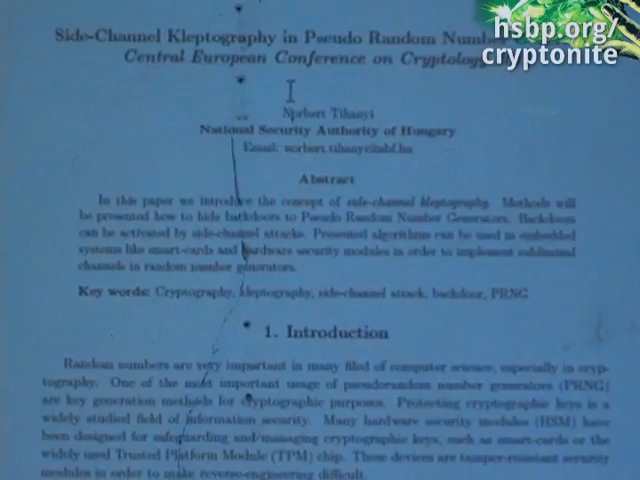 hsbp.org/
cryptonite
Side-Channel Kleptography in Pseudo Random Number
Central European Conference on Cryptology
Norbert Tihanyi
National Security Authority of Hungary
Email: norbert.tihanyi@nbf.hu
Abstract
In this paper we introduce the concept of side-channel kleptography. Methods will
be presented how to hide backdoors to Pseudo Random Number Generators. Backdoors
can be activated by side-channel attacks. Presented algorithms can be used in embedded
systems like smart-cards and hardware security modules in order to implement subliminal
channels in random number generators.
Key words: Cryptography, kleptography, side-channel attack, backdoor, PRNG
1. Introduction
Random numbers are very important in many filed of computer science, especially in cryp-
tography. One of the most important usage of pseudorandom number generators (PRNG)
are key generation methods for cryptographic purposes. Protecting cryptographic keys is a
widely studied field of information security. Many hardware security modules (HSM) have
been designed for safeguarding and managing cryptographic keys, such as smart-cards or the
widely used Trusted Platform Module (TPM) chip. These devices are tamper-resistant security
modules in order to make reverse-engineering difficult.